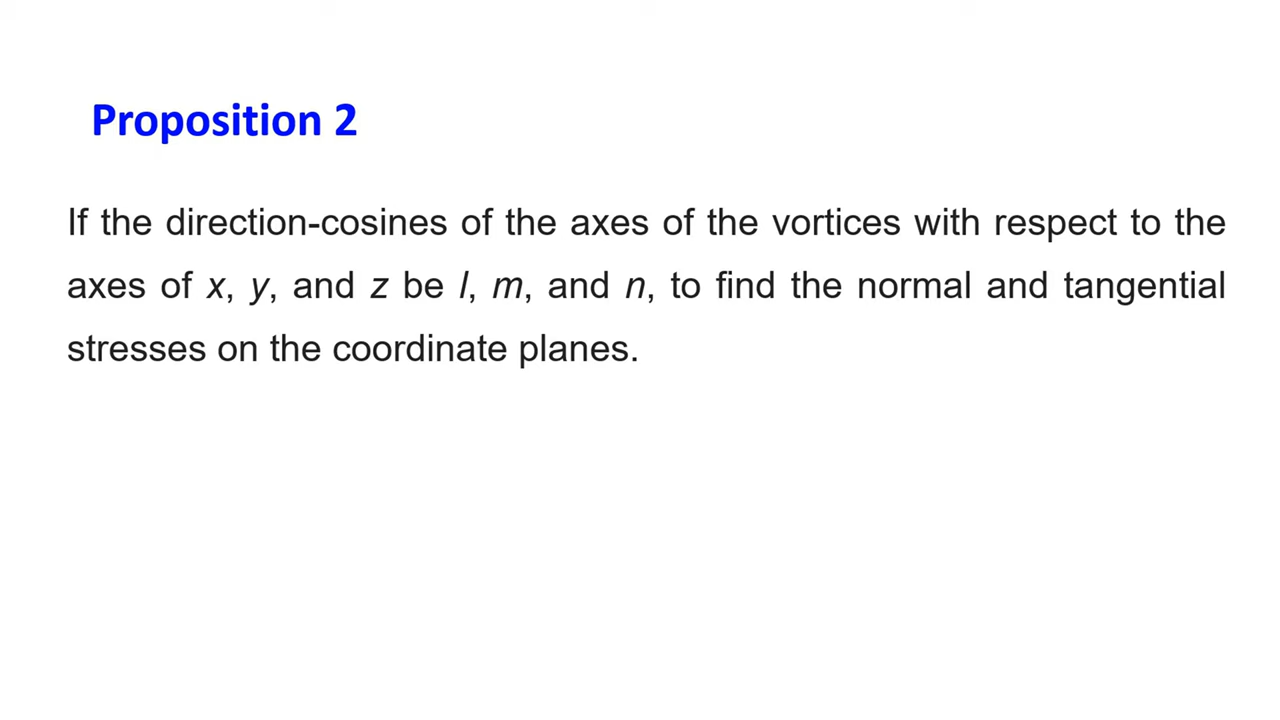 Proposition 2
If the direction-cosines of the axes of the vortices with respect to the
axes of x, y, and z be l, m, and n, to find the normal and tangential
stresses on the coordinate planes.